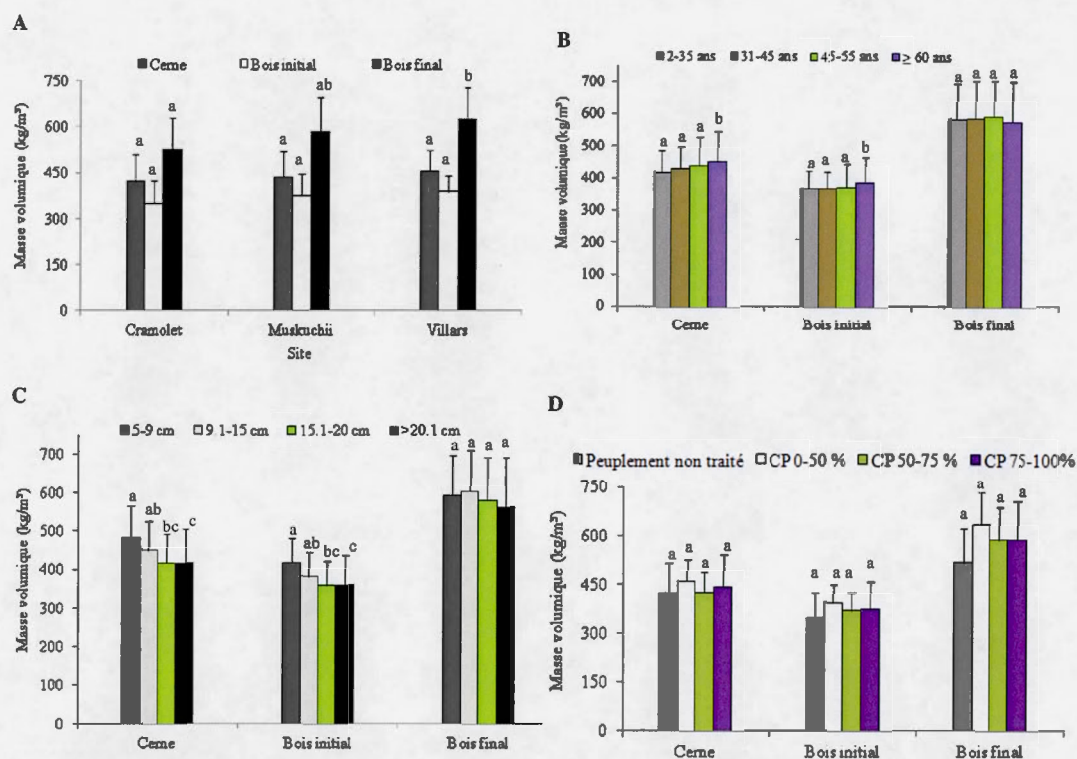 A
Cerne Bois initial Bois final
Masse volumique (kg/m³)
750
600
450
300
150
0
a a a
a a ab
a a b
Cramolet Muskuchii Villars
Site
B
2-35 ans 31-45 ans 45-55 ans ≥ 60 ans
Masse volumique (kg/m³)
700
600
500
400
300
200
100
0
a a a b
a a a b
a a a a
Cerne Bois initial Bois final
C
5-9 cm 9.1-15 cm 15.1-20 cm >20.1 cm
Masse volumique (kg/m³)
700
600
500
400
300
200
100
0
a ab bc c
a ab bc c
a a a a
Cerne Bois initial Bois final
D
Peuplement non traité CP 0-50 % CP 50-75 % CP 75-100%
Masse volumique (kg/m³)
750
600
450
300
150
0
a a a a
a a a a
a a a a
Cerne Bois initial Bois final